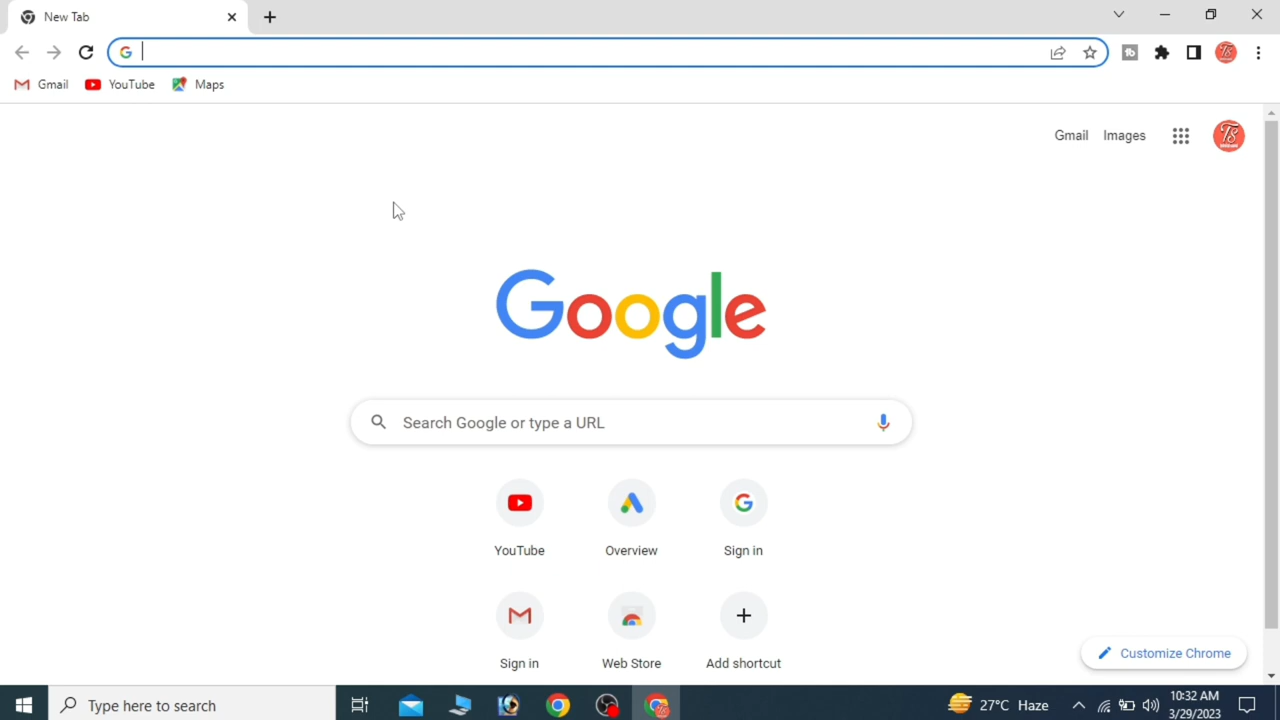 New Tab
Gmail YouTube Maps
Gmail Images
Google
Search Google or type a URL
YouTube Overview Sign in
Sign in Web Store Add shortcut
Customize Chrome
Type here to search
27°C Haze
10:32 AM
3/29/2023